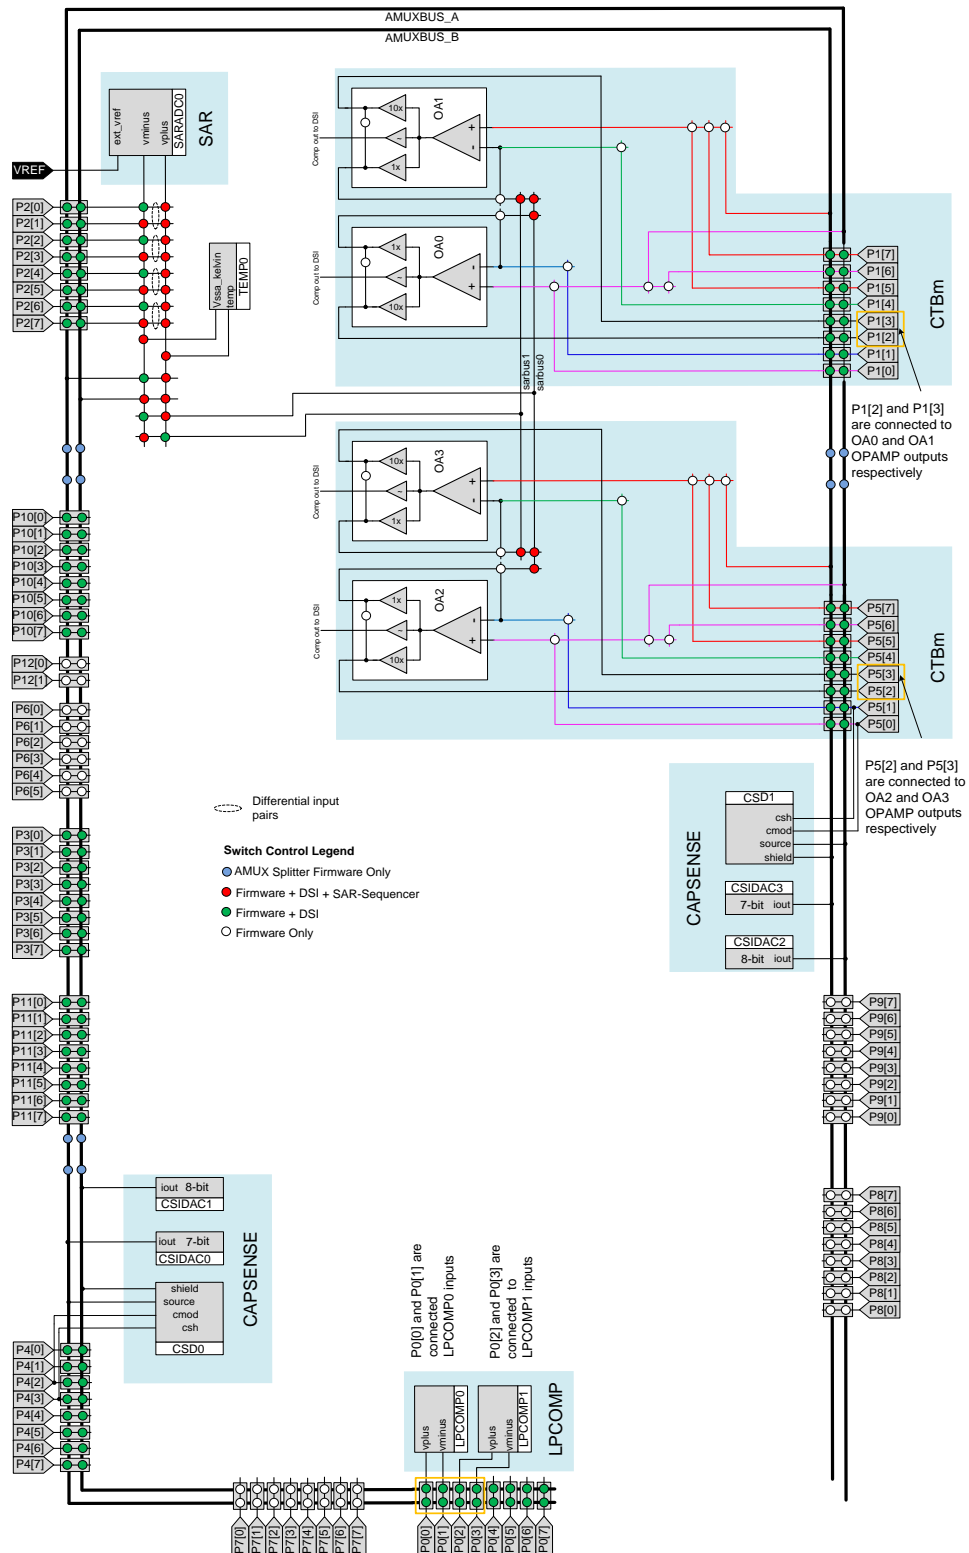 AMUXBUS_A
AMUXBUS_B
ext_vref
vminus
vplus
SARADC0
SAR
VREF
P2[0]
P2[1]
P2[2]
P2[3]
P2[4]
P2[5]
P2[6]
P2[7]
Vssa_kelvin
temp
TEMP0
Comp out to DSI
10x
~
1x
OA1
+
-
Comp out to DSI
1x
~
10x
OA0
-
+
sarbus1
sarbus0
P1[7]
P1[6]
P1[5]
P1[4]
P1[3]
P1[2]
P1[1]
P1[0]
CTBm
P1[2] and P1[3]
are connected to
OA0 and OA1
OPAMP outputs
respectively
Comp out to DSI
10x
~
1x
OA3
+
-
Comp out to DSI
1x
~
10x
OA2
-
+
P5[7]
P5[6]
P5[5]
P5[4]
P5[3]
P5[2]
P5[1]
P5[0]
CTBm
P5[2] and P5[3]
are connected to
OA2 and OA3
OPAMP outputs
respectively
P10[0]
P10[1]
P10[2]
P10[3]
P10[4]
P10[5]
P10[6]
P10[7]
P12[0]
P12[1]
P6[0]
P6[1]
P6[2]
P6[3]
P6[4]
P6[5]
P3[0]
P3[1]
P3[2]
P3[3]
P3[4]
P3[5]
P3[6]
P3[7]
Differential input
pairs
Switch Control Legend
AMUX Splitter Firmware Only
Firmware + DSI + SAR-Sequencer
Firmware + DSI
Firmware Only
CAPSENSE
CSD1
csh
cmod
source
shield
CSIDAC3
7-bit iout
CSIDAC2
8-bit iout
P11[0]
P11[1]
P11[2]
P11[3]
P11[4]
P11[5]
P11[6]
P11[7]
P9[7]
P9[6]
P9[5]
P9[4]
P9[3]
P9[2]
P9[1]
P9[0]
P8[7]
P8[6]
P8[5]
P8[4]
P8[3]
P8[2]
P8[1]
P8[0]
iout 8-bit
CSIDAC1
iout 7-bit
CSIDAC0
shield
source
cmod
csh
CSD0
CAPSENSE
P4[0]
P4[1]
P4[2]
P4[3]
P4[4]
P4[5]
P4[6]
P4[7]
P0[0] and P0[1] are
connected
LPCOMP0 inputs
P0[2] and P0[3] are
connected to
LPCOMP1 inputs
vplus
vminus
LPCOMP0
vplus
vminus
LPCOMP1
LPCOMP
P7[0]
P7[1]
P7[2]
P7[3]
P7[4]
P7[5]
P7[6]
P7[7]
P0[0]
P0[1]
P0[2]
P0[3]
P0[4]
P0[5]
P0[6]
P0[7]